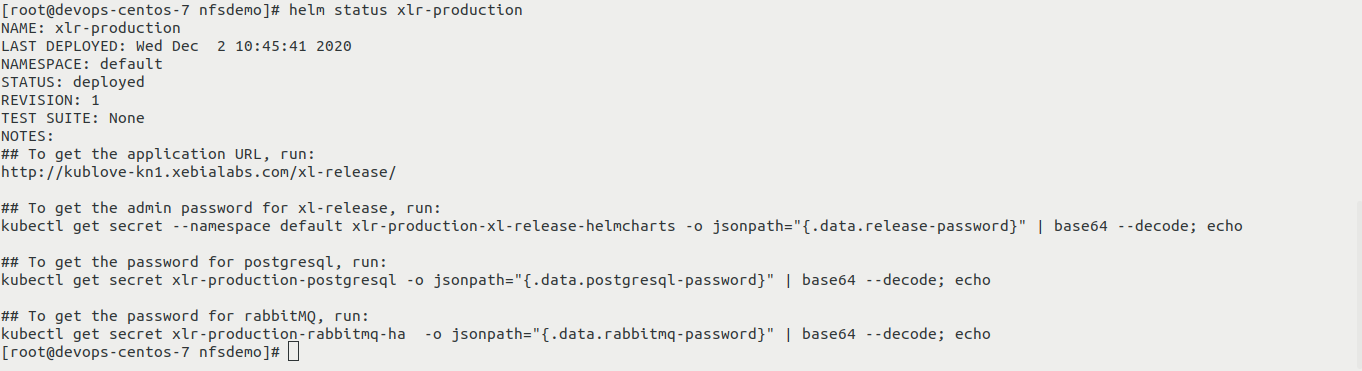 [root@devops-centos-7 nfsdemo]# helm status xlr-production
NAME: xlr-production
LAST DEPLOYED: Wed Dec  2 10:45:41 2020
NAMESPACE: default
STATUS: deployed
REVISION: 1
TEST SUITE: None
NOTES:
## To get the application URL, run:
http://kublove-kn1.xebialabs.com/xl-release/

## To get the admin password for xl-release, run:
kubectl get secret --namespace default xlr-production-xl-release-helmcharts -o jsonpath="{.data.release-password}" | base64 --decode; echo

## To get the password for postgresql, run:
kubectl get secret xlr-production-postgresql -o jsonpath="{.data.postgresql-password}" | base64 --decode; echo

## To get the password for rabbitMQ, run:
kubectl get secret xlr-production-rabbitmq-ha  -o jsonpath="{.data.rabbitmq-password}" | base64 --decode; echo
[root@devops-centos-7 nfsdemo]#